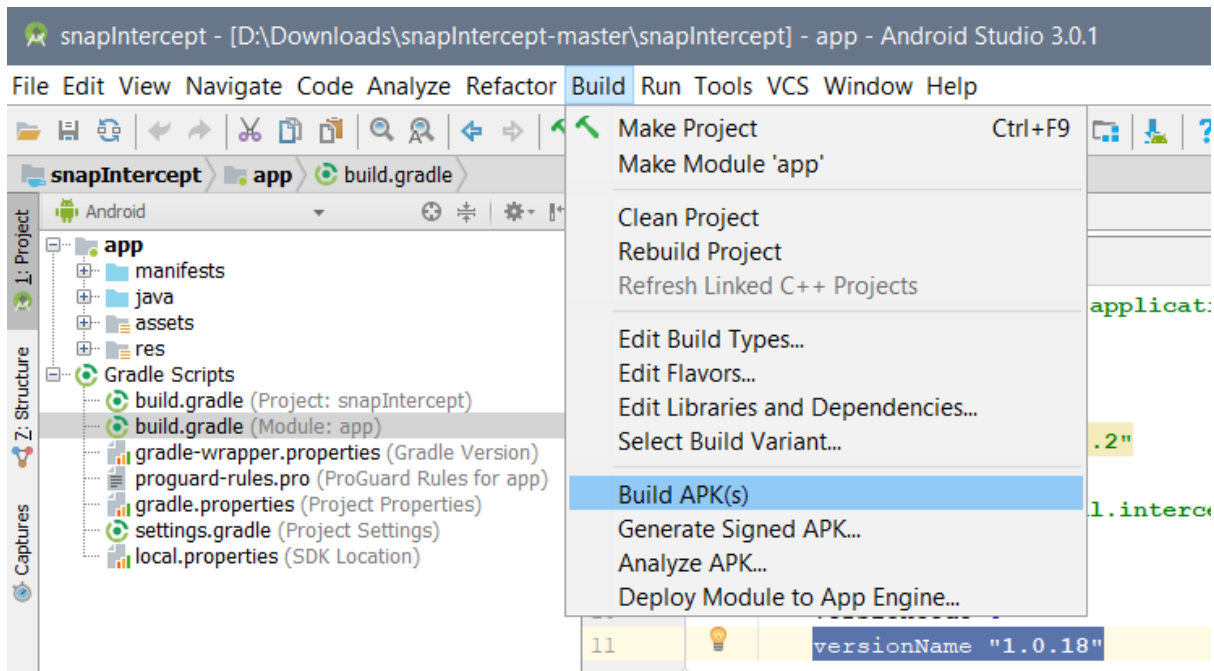 snapIntercept - [D:\Downloads\snapIntercept-master\snapIntercept] - app - Android Studio 3.0.1
File Edit View Navigate Code Analyze Refactor Build Run Tools VCS Window Help
snapIntercept app build.gradle
Android
1: Project
Z: Structure
Captures
app
manifests
java
assets
res
Gradle Scripts
build.gradle (Project: snapIntercept)
build.gradle (Module: app)
gradle-wrapper.properties (Gradle Version)
proguard-rules.pro (ProGuard Rules for app)
gradle.properties (Project Properties)
settings.gradle (Project Settings)
local.properties (SDK Location)
Make Project Ctrl+F9
Make Module 'app'
Clean Project
Rebuild Project
Refresh Linked C++ Projects
Edit Build Types...
Edit Flavors...
Edit Libraries and Dependencies...
Select Build Variant...
Build APK(s)
Generate Signed APK...
Analyze APK...
Deploy Module to App Engine...
applicati
.2"
l.interce
11 versionName "1.0.18"